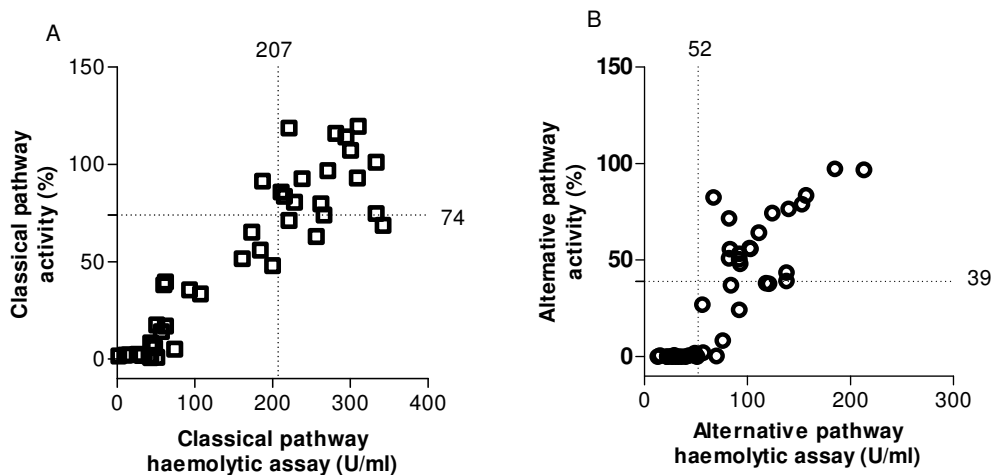 A
207
150
100
50
0
Classical pathway
activity (%)
74
0 100 200 300 400
Classical pathway
haemolytic assay (U/ml)
B
52
150
100
50
0
Alternative pathway
activity (%)
39
0 100 200 300
Alternative pathway
haemolytic assay (U/ml)